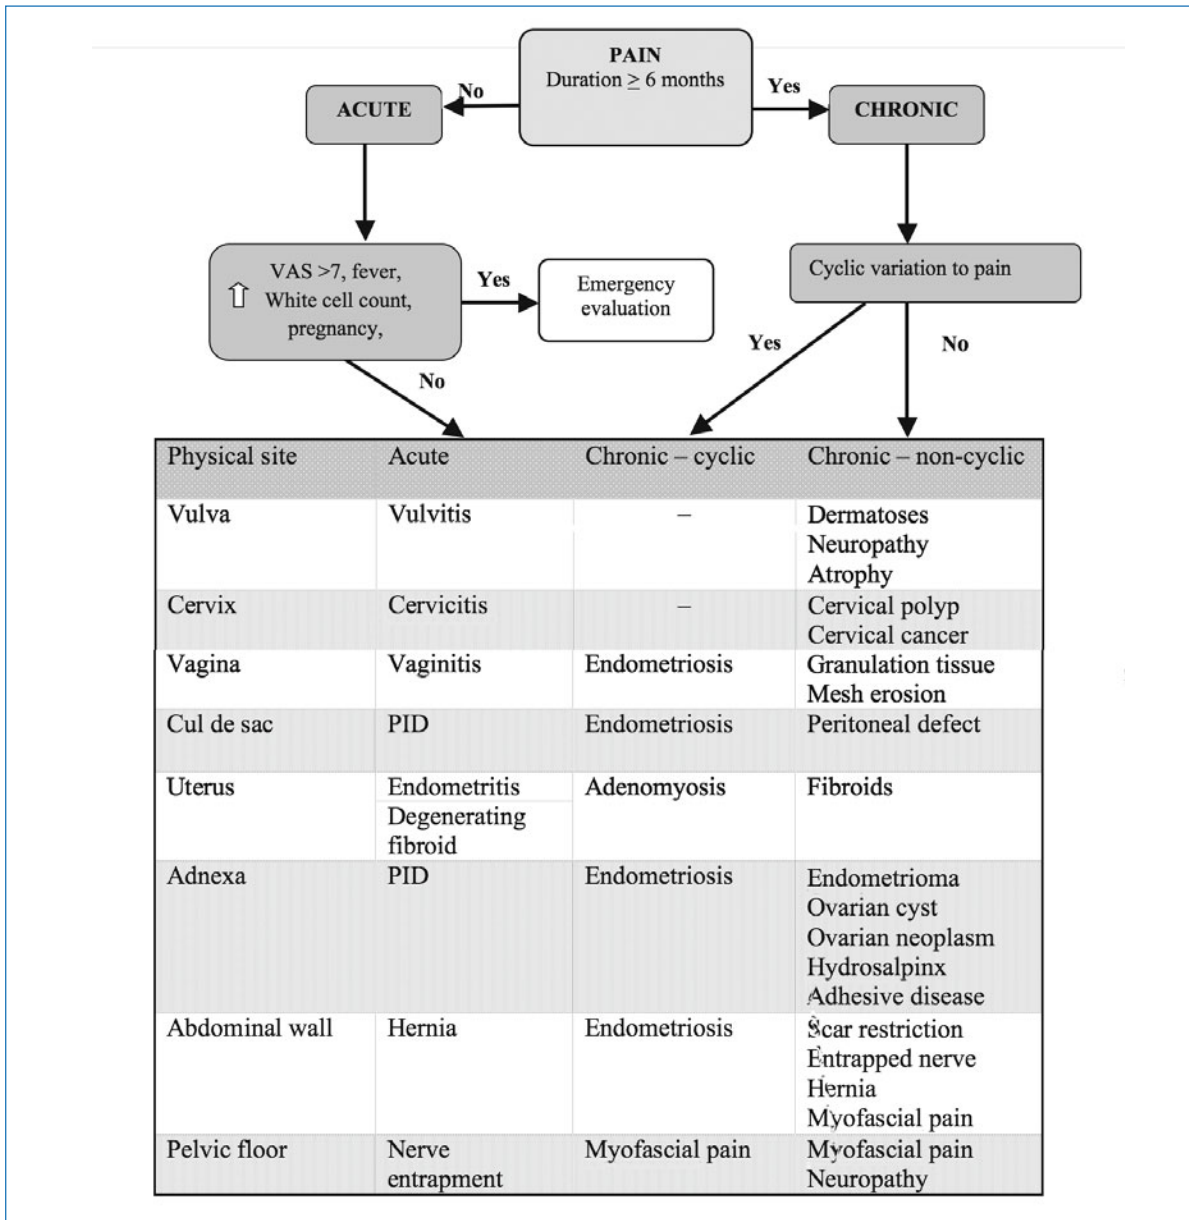 PAIN
Duration ≥ 6 months
No
Yes
ACUTE
CHRONIC
VAS >7, fever,
⇧ White cell count,
pregnancy,
Yes
Emergency
evaluation
Cyclic variation to pain
No
Yes
No
Physical site Acute Chronic – cyclic Chronic – non-cyclic
Vulva Vulvitis – Dermatoses
Neuropathy
Atrophy
Cervix Cervicitis – Cervical polyp
Cervical cancer
Vagina Vaginitis Endometriosis Granulation tissue
Mesh erosion
Cul de sac PID Endometriosis Peritoneal defect
Uterus Endometritis Adenomyosis Fibroids
Degenerating
fibroid
Adnexa PID Endometriosis Endometrioma
Ovarian cyst
Ovarian neoplasm
Hydrosalpinx
Adhesive disease
Abdominal wall Hernia Endometriosis Scar restriction
Entrapped nerve
Hernia
Myofascial pain
Pelvic floor Nerve Myofascial pain Myofascial pain
entrapment Neuropathy